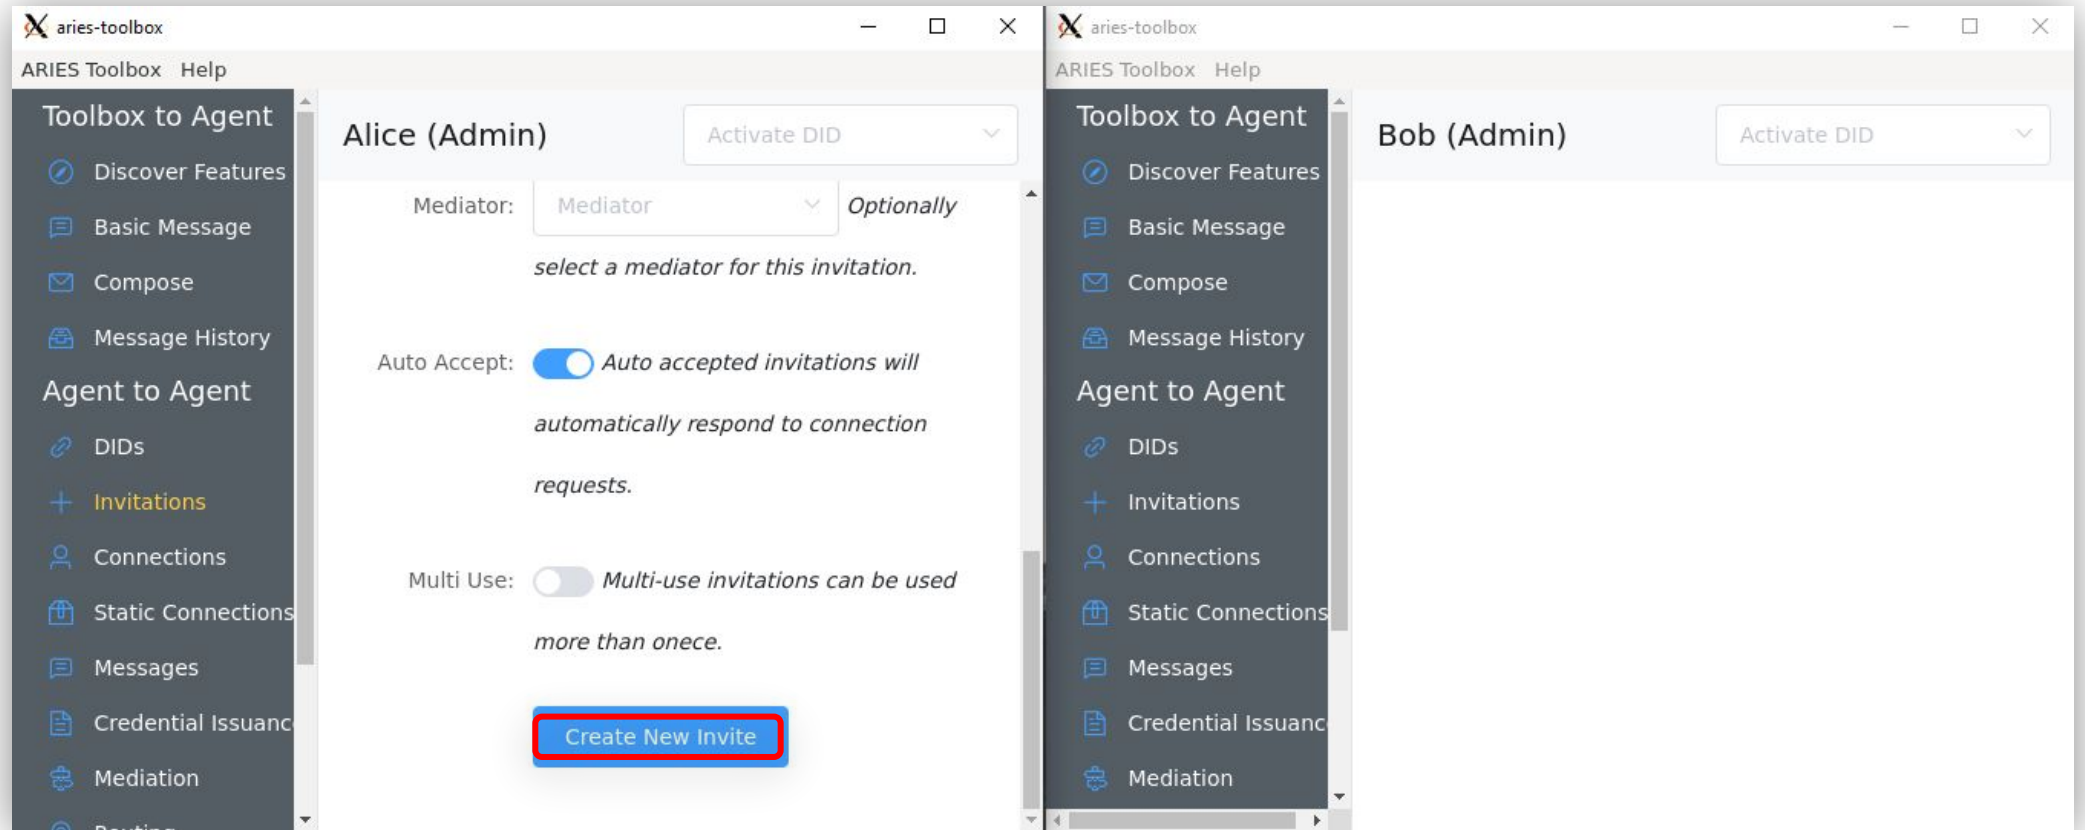 aries-toolbox
ARIES Toolbox Help
Toolbox to Agent
Discover Features
Basic Message
Compose
Message History
Agent to Agent
DIDs
Invitations
Connections
Static Connections
Messages
Credential Issuanc
Mediation
Routing
Alice (Admin)
Activate DID
Mediator: Mediator Optionally
select a mediator for this invitation.
Auto Accept: Auto accepted invitations will
automatically respond to connection
requests.
Multi Use: Multi-use invitations can be used
more than onece.
Create New Invite
aries-toolbox
ARIES Toolbox Help
Toolbox to Agent
Discover Features
Basic Message
Compose
Message History
Agent to Agent
DIDs
Invitations
Connections
Static Connections
Messages
Credential Issuanc
Mediation
Bob (Admin)
Activate DID